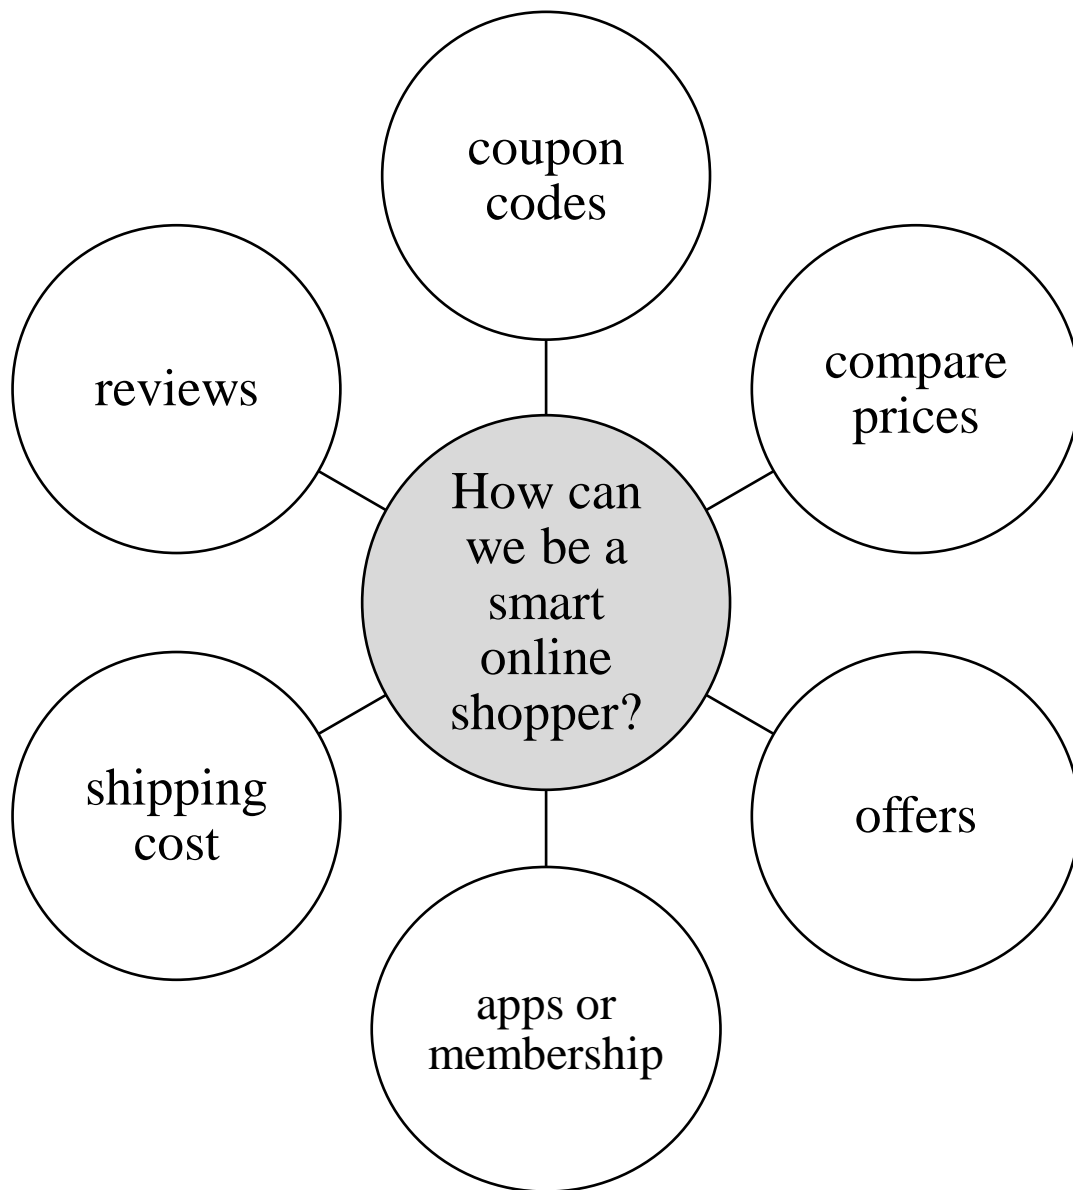 coupon
codes
compare
prices
offers
apps or
membership
shipping
cost
reviews
How can
we be a
smart
online
shopper?